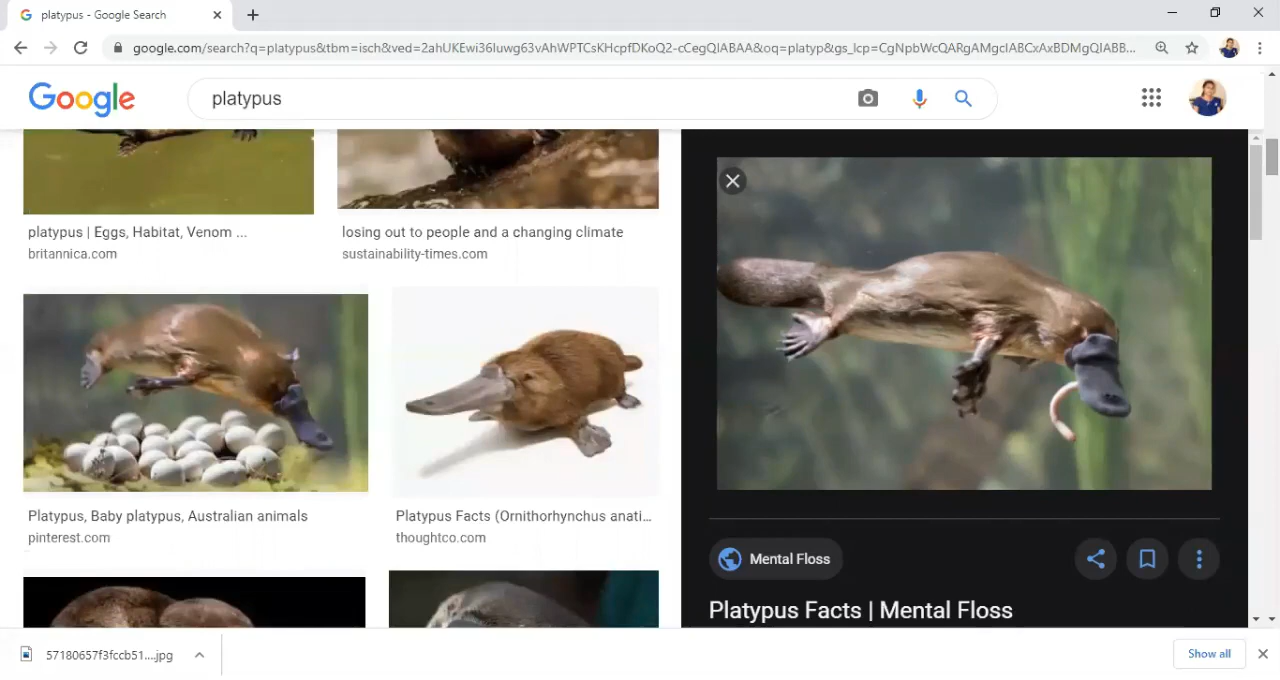 platypus - Google Search
google.com/search?q=platypus&tbm=isch&ved=2ahUKEwi36Iuwg63vAhWPTCsKHcpfDKoQ2-cCegQIABAA&oq=platyp&gs_lcp=CgNpbWcQARgAMgcIABCxAxBDMgQIABB...
Google
platypus
platypus | Eggs, Habitat, Venom ...
britannica.com
losing out to people and a changing climate
sustainability-times.com
Platypus, Baby platypus, Australian animals
pinterest.com
Platypus Facts (Ornithorhynchus anati...
thoughtco.com
Mental Floss
Platypus Facts | Mental Floss
57180657f3fccb51....jpg
Show all